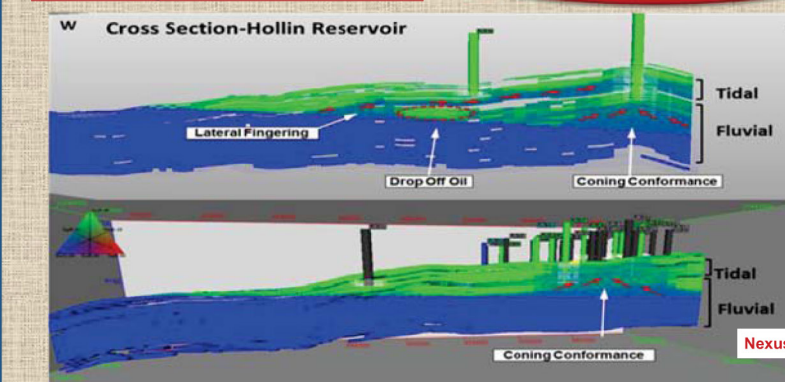 W Cross Section-Hollin Reservoir
Tidal
Fluvial
Lateral Fingering
Drop Off Oil
Coning Conformance
Tidal
Fluvial
Nexus
Coning Conformance